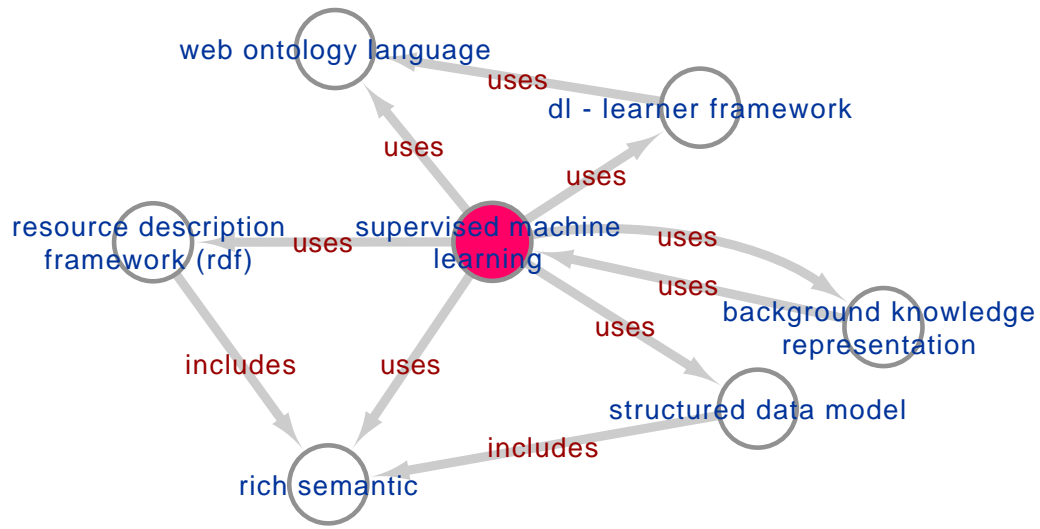 web ontology language
uses
dl - learner framework
uses
uses
resource description
framework (rdf)
uses
supervised machine
learning
uses
uses
background knowledge
representation
uses
includes
uses
structured data model
includes
rich semantic